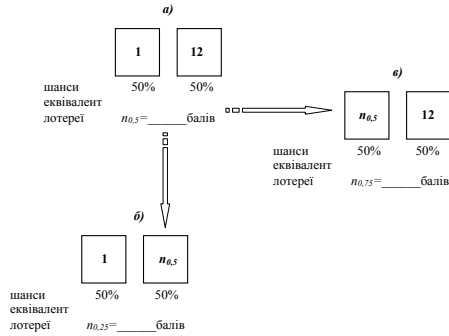 а)
1 12
шанси 50% 50%
еквівалент
лотереї n0,5=______балів
в)
n0,5 12
шанси 50% 50%
еквівалент
лотереї n0,75=______балів
б)
1 n0,5
шанси 50% 50%
еквівалент
лотереї n0,25=______балів